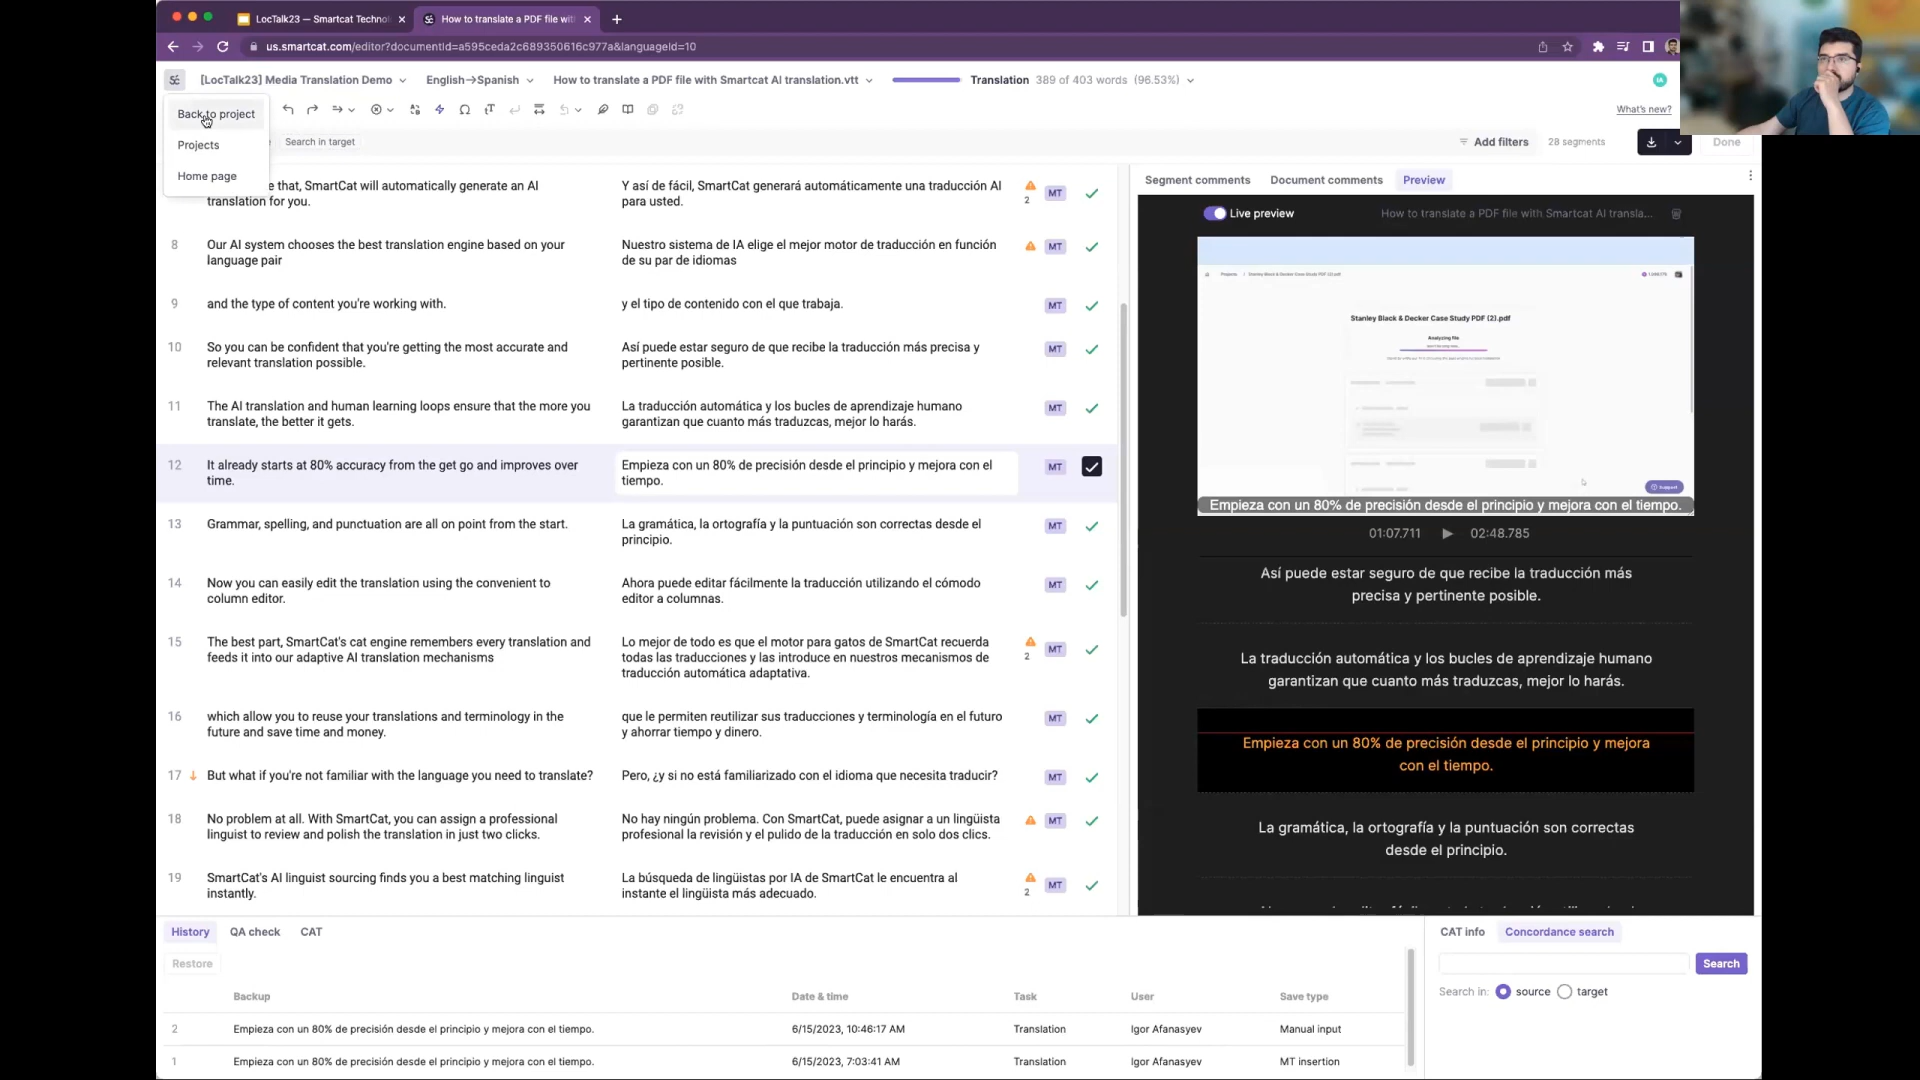 LocTalk23 — Smartcat Technol
How to translate a PDF file with
us.smartcat.com/editor?documentId=a595ceda2c689350616c977a&languageId=10
[LocTalk23] Media Translation Demo
English→Spanish
How to translate a PDF file with Smartcat AI translation.vtt
Translation 389 of 403 words (96.53%)
IA
Back to project
Projects
Home page
What's new?
Search in target
Add filters
28 segments
Done
e that, SmartCat will automatically generate an AI
translation for you.
Y así de fácil, SmartCat generará automáticamente una traducción AI
para usted.
2
MT
8
Our AI system chooses the best translation engine based on your
language pair
Nuestro sistema de IA elige el mejor motor de traducción en función
de su par de idiomas
MT
9
and the type of content you're working with.
y el tipo de contenido con el que trabaja.
MT
10
So you can be confident that you're getting the most accurate and
relevant translation possible.
Así puede estar seguro de que recibe la traducción más precisa y
pertinente posible.
MT
11
The AI translation and human learning loops ensure that the more you
translate, the better it gets.
La traducción automática y los bucles de aprendizaje humano
garantizan que cuanto más traduzcas, mejor lo harás.
MT
12
It already starts at 80% accuracy from the get go and improves over
time.
Empieza con un 80% de precisión desde el principio y mejora con el
tiempo.
MT
13
Grammar, spelling, and punctuation are all on point from the start.
La gramática, la ortografía y la puntuación son correctas desde el
principio.
MT
14
Now you can easily edit the translation using the convenient to
column editor.
Ahora puede editar fácilmente la traducción utilizando el cómodo
editor a columnas.
MT
15
The best part, SmartCat's cat engine remembers every translation and
feeds it into our adaptive AI translation mechanisms
Lo mejor de todo es que el motor para gatos de SmartCat recuerda
todas las traducciones y las introduce en nuestros mecanismos de
traducción automática adaptativa.
2
MT
16
which allow you to reuse your translations and terminology in the
future and save time and money.
que le permiten reutilizar sus traducciones y terminología en el futuro
y ahorrar tiempo y dinero.
MT
17
But what if you're not familiar with the language you need to translate?
Pero, ¿y si no está familiarizado con el idioma que necesita traducir?
MT
18
No problem at all. With SmartCat, you can assign a professional
linguist to review and polish the translation in just two clicks.
No hay ningún problema. Con SmartCat, puede asignar a un lingüista
profesional la revisión y el pulido de la traducción en solo dos clics.
MT
19
SmartCat's AI linguist sourcing finds you a best matching linguist
instantly.
La búsqueda de lingüistas por IA de SmartCat le encuentra al
instante el lingüista más adecuado.
2
MT
Segment comments
Document comments
Preview
Live preview
How to translate a PDF file with Smartcat AI transla...
Projects
Stanley Black & Decker Case Study PDF (2).pdf
Stanley Black & Decker Case Study PDF (2).pdf
Analyzing file
Support
Empieza con un 80% de precisión desde el principio y mejora con el tiempo.
01:07.711
02:48.785
Así puede estar seguro de que recibe la traducción más
precisa y pertinente posible.
La traducción automática y los bucles de aprendizaje humano
garantizan que cuanto más traduzcas, mejor lo harás.
Empieza con un 80% de precisión desde el principio y mejora
con el tiempo.
La gramática, la ortografía y la puntuación son correctas
desde el principio.
History
QA check
CAT
Restore
Backup
Date & time
Task
User
Save type
2
Empieza con un 80% de precisión desde el principio y mejora con el tiempo.
6/15/2023, 10:46:17 AM
Translation
Igor Afanasyev
Manual input
1
Empieza con un 80% de precisión desde el principio y mejora con el tiempo.
6/15/2023, 7:03:41 AM
Translation
Igor Afanasyev
MT insertion
CAT info
Concordance search
Search
Search in:
source
target